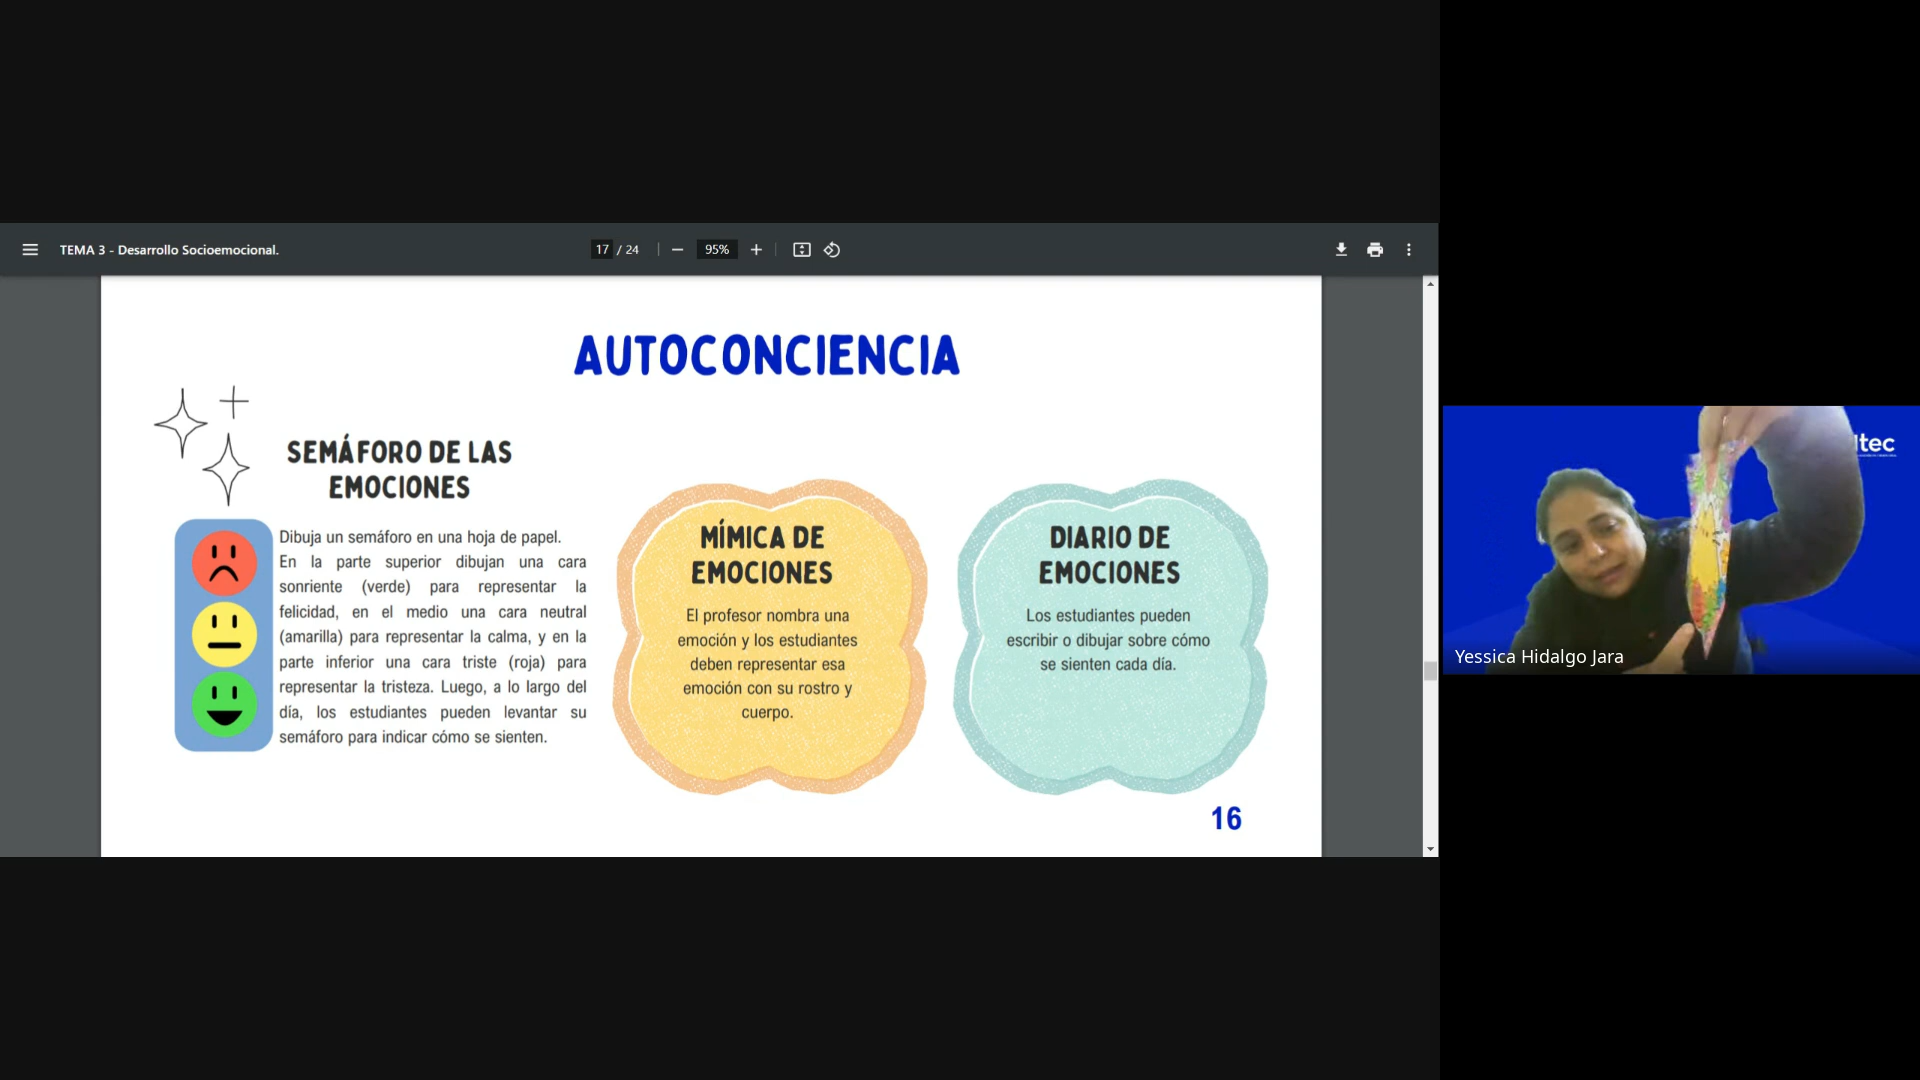 TEMA 3 - Desarrollo Socioemocional.
17 / 24
95%
AUTOCONCIENCIA
SEMÁFORO DE LAS
EMOCIONES
Dibuja un semáforo en una hoja de papel.
En la parte superior dibujan una cara
sonriente (verde) para representar la
felicidad, en el medio una cara neutral
(amarilla) para representar la calma, y en la
parte inferior una cara triste (roja) para
representar la tristeza. Luego, a lo largo del
día, los estudiantes pueden levantar su
semáforo para indicar cómo se sienten.
MÍMICA DE
EMOCIONES
El profesor nombra una
emoción y los estudiantes
deben representar esa
emoción con su rostro y
cuerpo.
DIARIO DE
EMOCIONES
Los estudiantes pueden
escribir o dibujar sobre cómo
se sienten cada día.
16
Yessica Hidalgo Jara